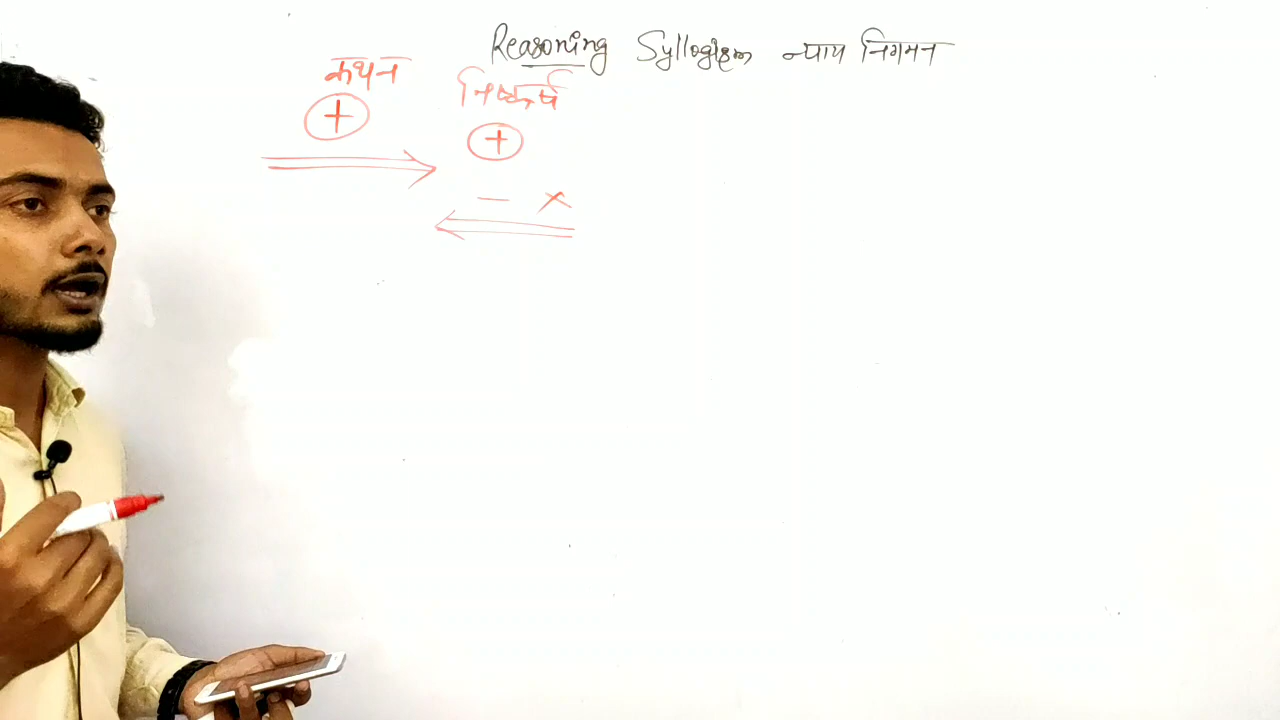 Reasoning Syllogism न्याय निगमन
कथन निष्कर्ष
+ +
- ×